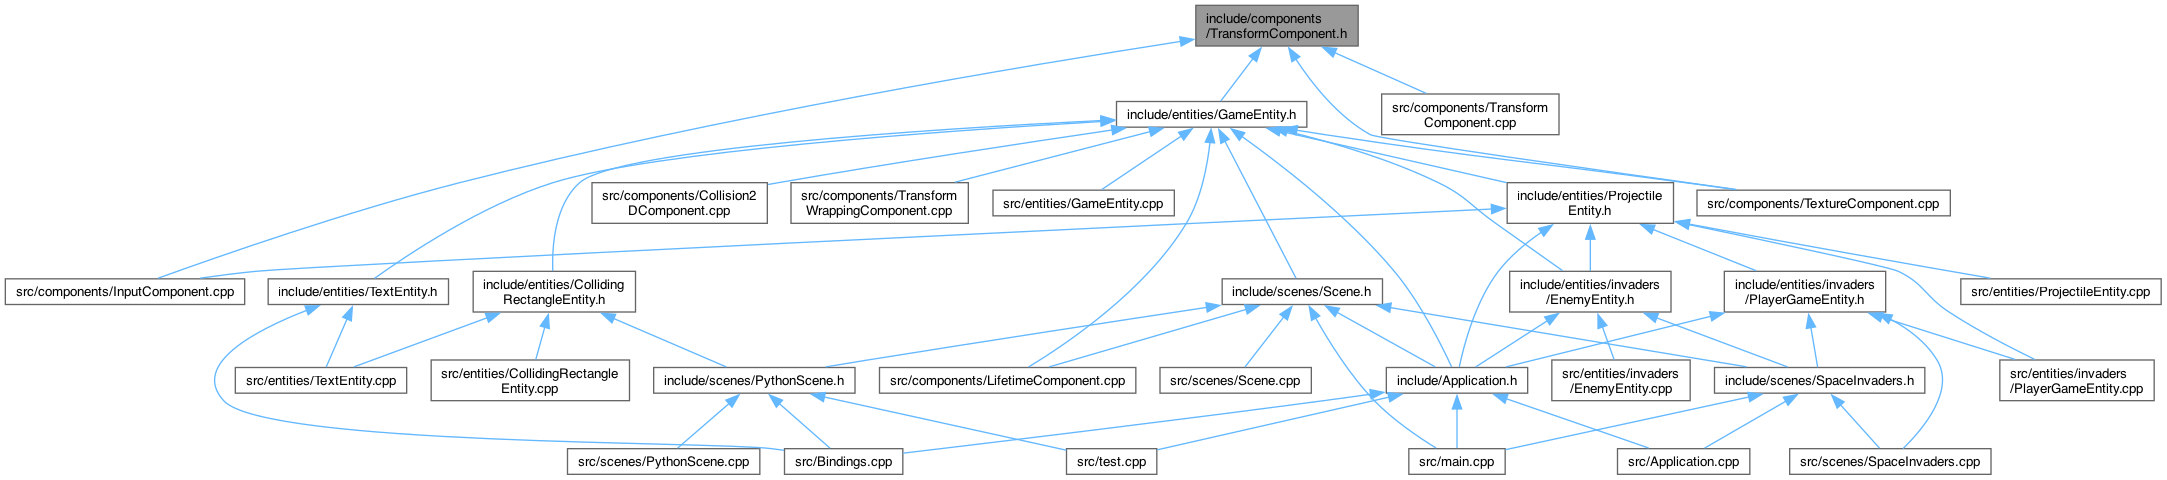 include/components
/TransformComponent.h
src/components/Transform
Component.cpp
include/entities/GameEntity.h
src/components/Collision2
DComponent.cpp
src/components/Transform
WrappingComponent.cpp
src/entities/GameEntity.cpp
include/entities/Projectile
Entity.h
src/components/TextureComponent.cpp
src/components/InputComponent.cpp
include/entities/TextEntity.h
include/entities/Colliding
RectangleEntity.h
include/scenes/Scene.h
include/entities/invaders
/EnemyEntity.h
include/entities/invaders
/PlayerGameEntity.h
src/entities/ProjectileEntity.cpp
src/entities/TextEntity.cpp
src/entities/CollidingRectangle
Entity.cpp
include/scenes/PythonScene.h
src/components/LifetimeComponent.cpp
src/scenes/Scene.cpp
include/Application.h
src/entities/invaders
/EnemyEntity.cpp
include/scenes/SpaceInvaders.h
src/entities/invaders
/PlayerGameEntity.cpp
src/scenes/PythonScene.cpp
src/Bindings.cpp
src/test.cpp
src/main.cpp
src/Application.cpp
src/scenes/SpaceInvaders.cpp